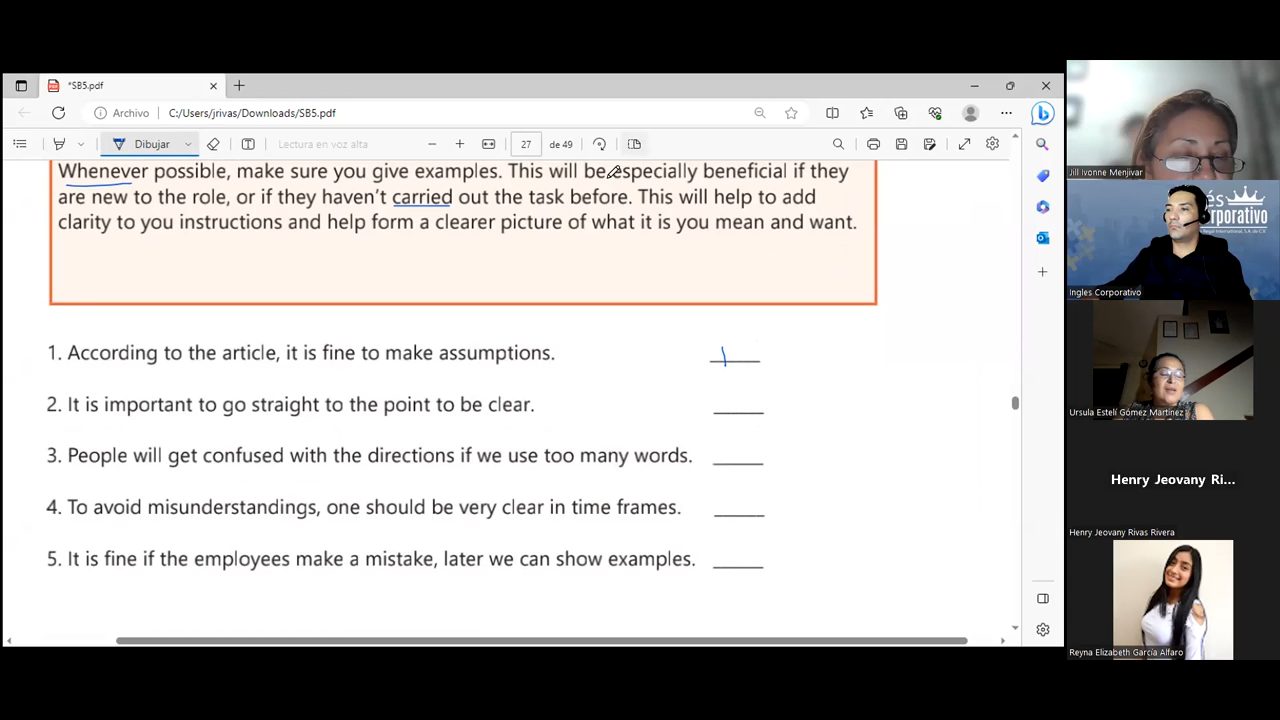 *SB5.pdf
Archivo C:/Users/jrivas/Downloads/SB5.pdf
Dibujar Lectura en voz alta 27 de 49
Whenever possible, make sure you give examples. This will be especially beneficial if they
are new to the role, or if they haven't carried out the task before. This will help to add
clarity to you instructions and help form a clearer picture of what it is you mean and want.
1. According to the article, it is fine to make assumptions. _____
2. It is important to go straight to the point to be clear. _____
3. People will get confused with the directions if we use too many words. _____
4. To avoid misunderstandings, one should be very clear in time frames. _____
5. It is fine if the employees make a mistake, later we can show examples. _____
Jill Ivonne Menjivar
és
orporativo
Ingles Corporativo
Ursula Estelí Gómez Martínez
Henry Jeovany Ri...
Henry Jeovany Rivas Rivera
Reyna Elizabeth García Alfaro